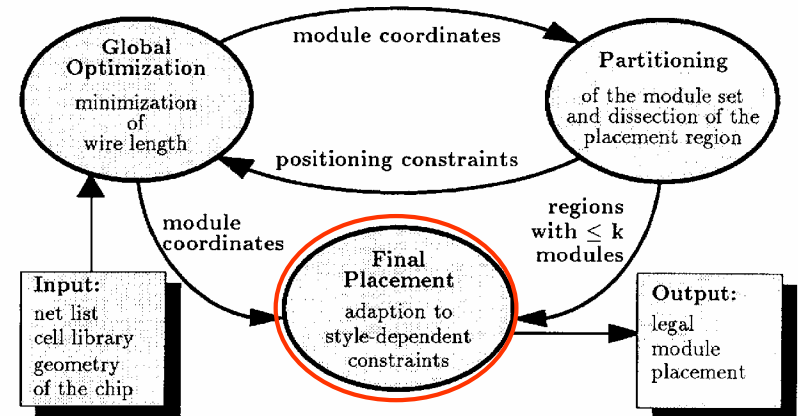 Global
Optimization
minimization
of
wire length
module coordinates
Partitioning
of the module set
and dissection of the
placement region
positioning constraints
module
coordinates
regions
with ≤ k
modules
Final
Placement
adaption to
style-dependent
constraints
Input:
net list
cell library
geometry
of the chip
Output:
legal
module
placement